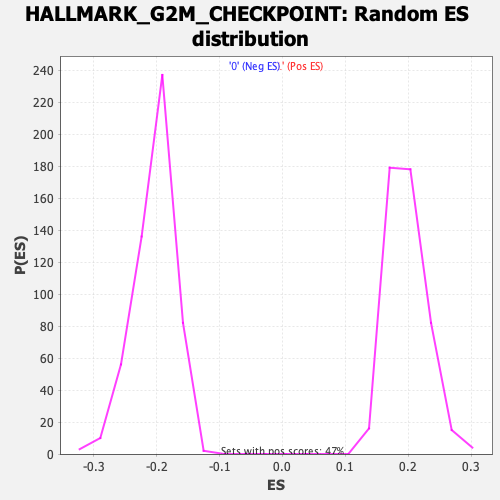 HALLMARK_G2M_CHECKPOINT: Random ES
distribution
'0' (Neg ES).' (Pos ES)
240
220
200
180
160
140
120
100
80
60
40
20
0
P(ES)
Sets with pos scores: 47%
-0.3 -0.2 -0.1 0.0 0.1 0.2 0.3
ES